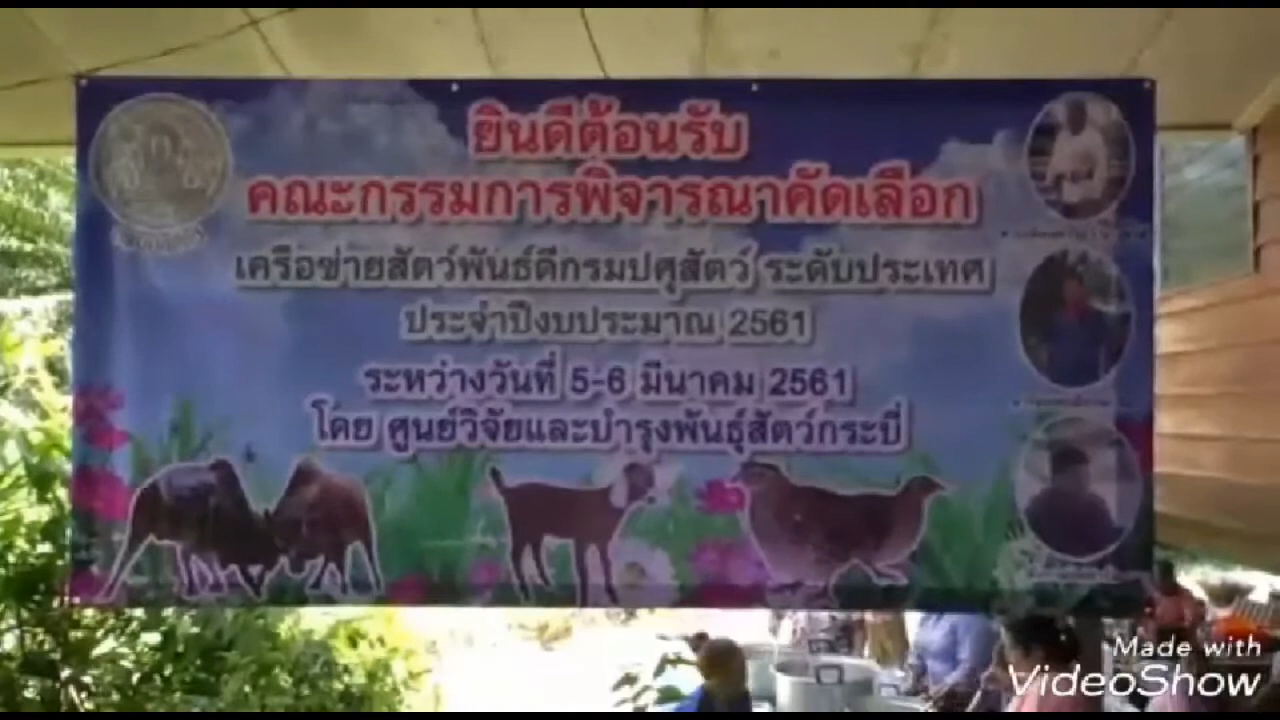 ยินดีต้อนรับ
คณะกรรมการพิจารณาคัดเลือก
เครือข่ายสัตว์พันธ์ดีกรมปศุสัตว์ ระดับประเทศ
ประจำปีงบประมาณ 2561
ระหว่างวันที่ 5-6 มีนาคม 2561
โดย ศูนย์วิจัยและบำรุงพันธุ์สัตว์กระบี่
Made with
VideoShow